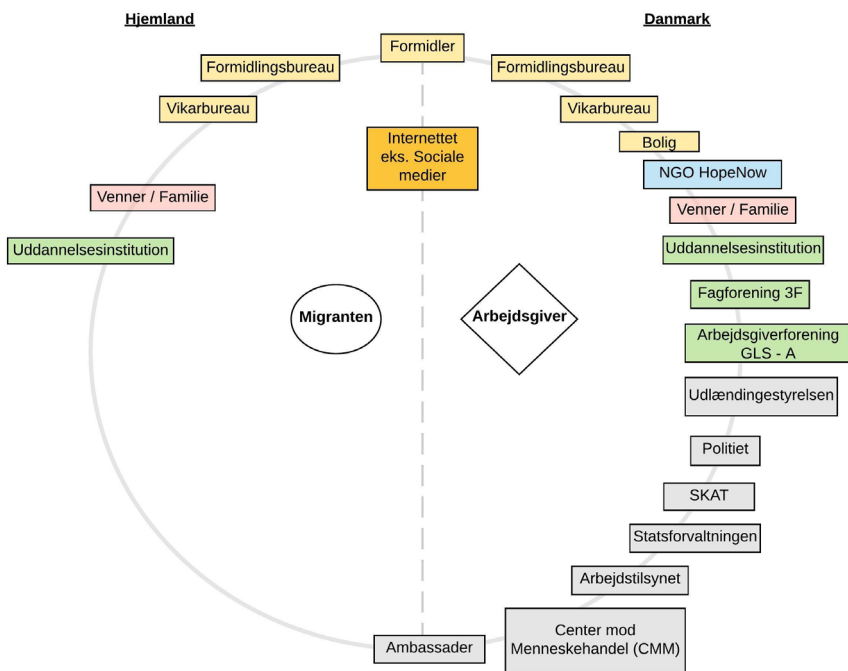 Hjemland
Danmark
Formidler
Formidlingsbureau
Formidlingsbureau
Vikarbureau
Vikarbureau
Internettet
eks. Sociale
medier
Bolig
NGO HopeNow
Venner / Familie
Venner / Familie
Uddannelsesinstitution
Uddannelsesinstitution
Fagforening 3F
Migranten
Arbejdsgiver
Arbejdsgiverforening
GLS - A
Udlændingestyrelsen
Politiet
SKAT
Statsforvaltningen
Arbejdstilsynet
Center mod
Menneskehandel (CMM)
Ambassader